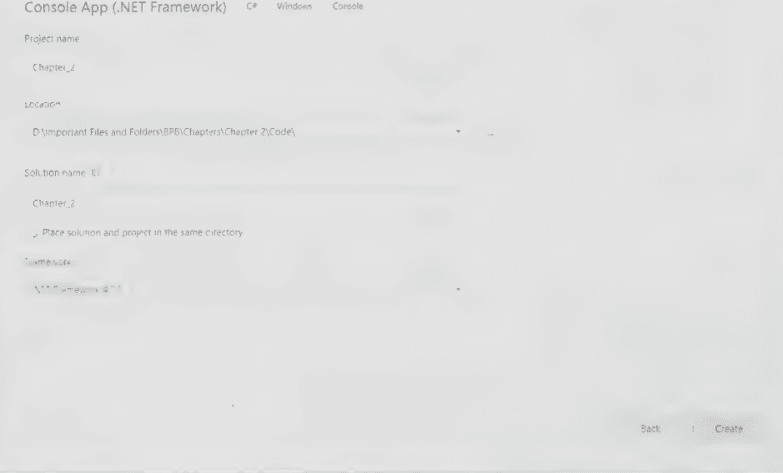 Console App (.NET Framework) C# Windows Console
Project name
Chapter_2
Location
D:\Important Files and Folders\BPB\Chapters\Chapter 2\Code\
Solution name
Chapter_2
Place solution and project in the same directory
Framework
Back
Create